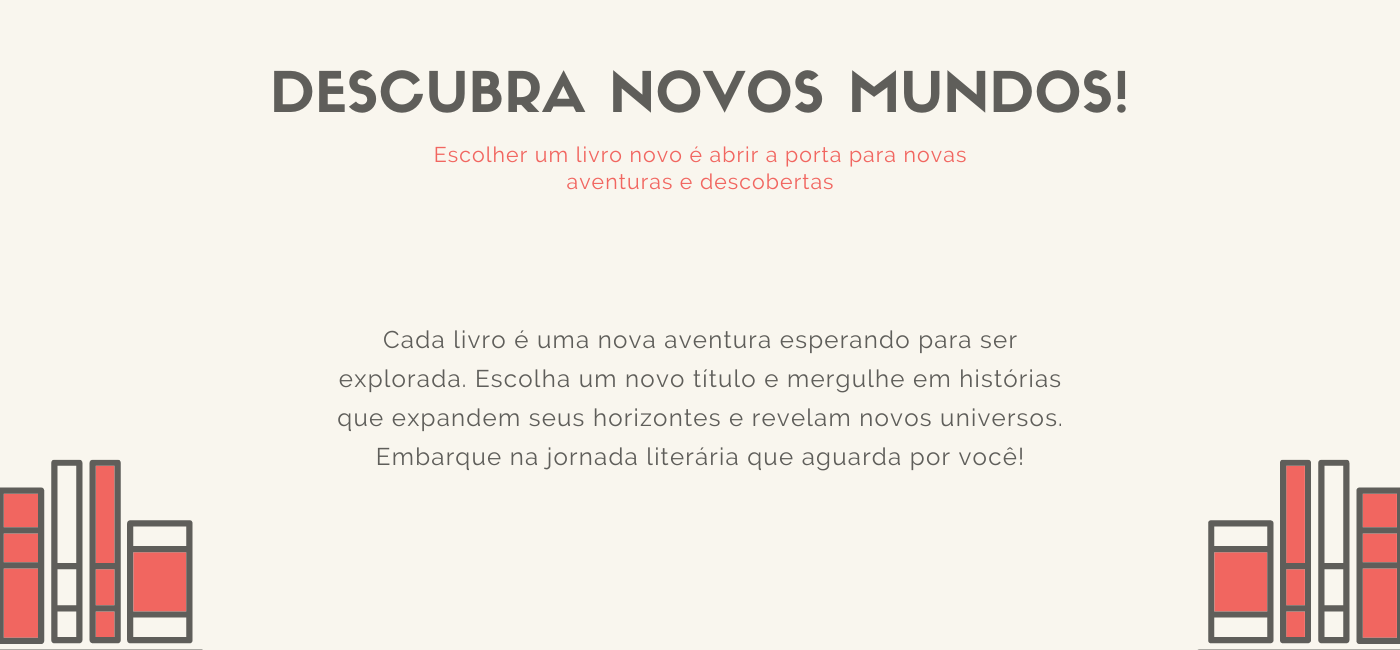 DESCUBRA NOVOS MUNDOS!
Escolher um livro novo é abrir a porta para novas
aventuras e descobertas
Cada livro é uma nova aventura esperando para ser
explorada. Escolha um novo título e mergulhe em histórias
que expandem seus horizontes e revelam novos universos.
Embarque na jornada literária que aguarda por você!